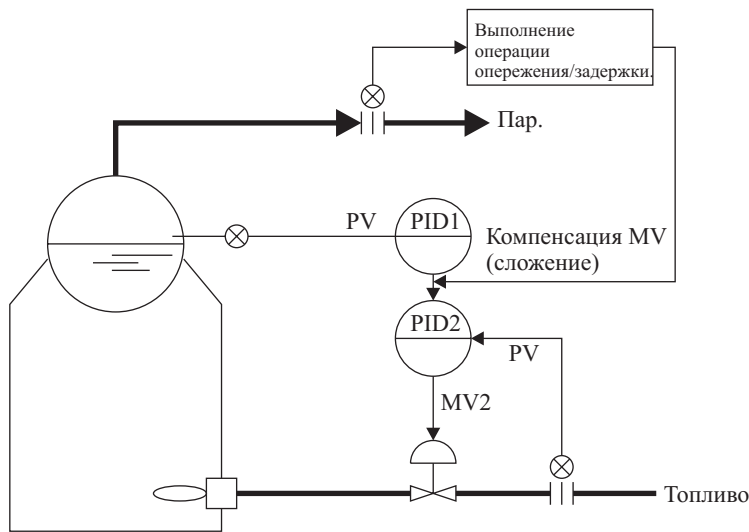 Выполнение
операции
опережения/задержки.
Пар.
PV
PID1
Компенсация MV
(сложение)
PID2
PV
MV2
Топливо